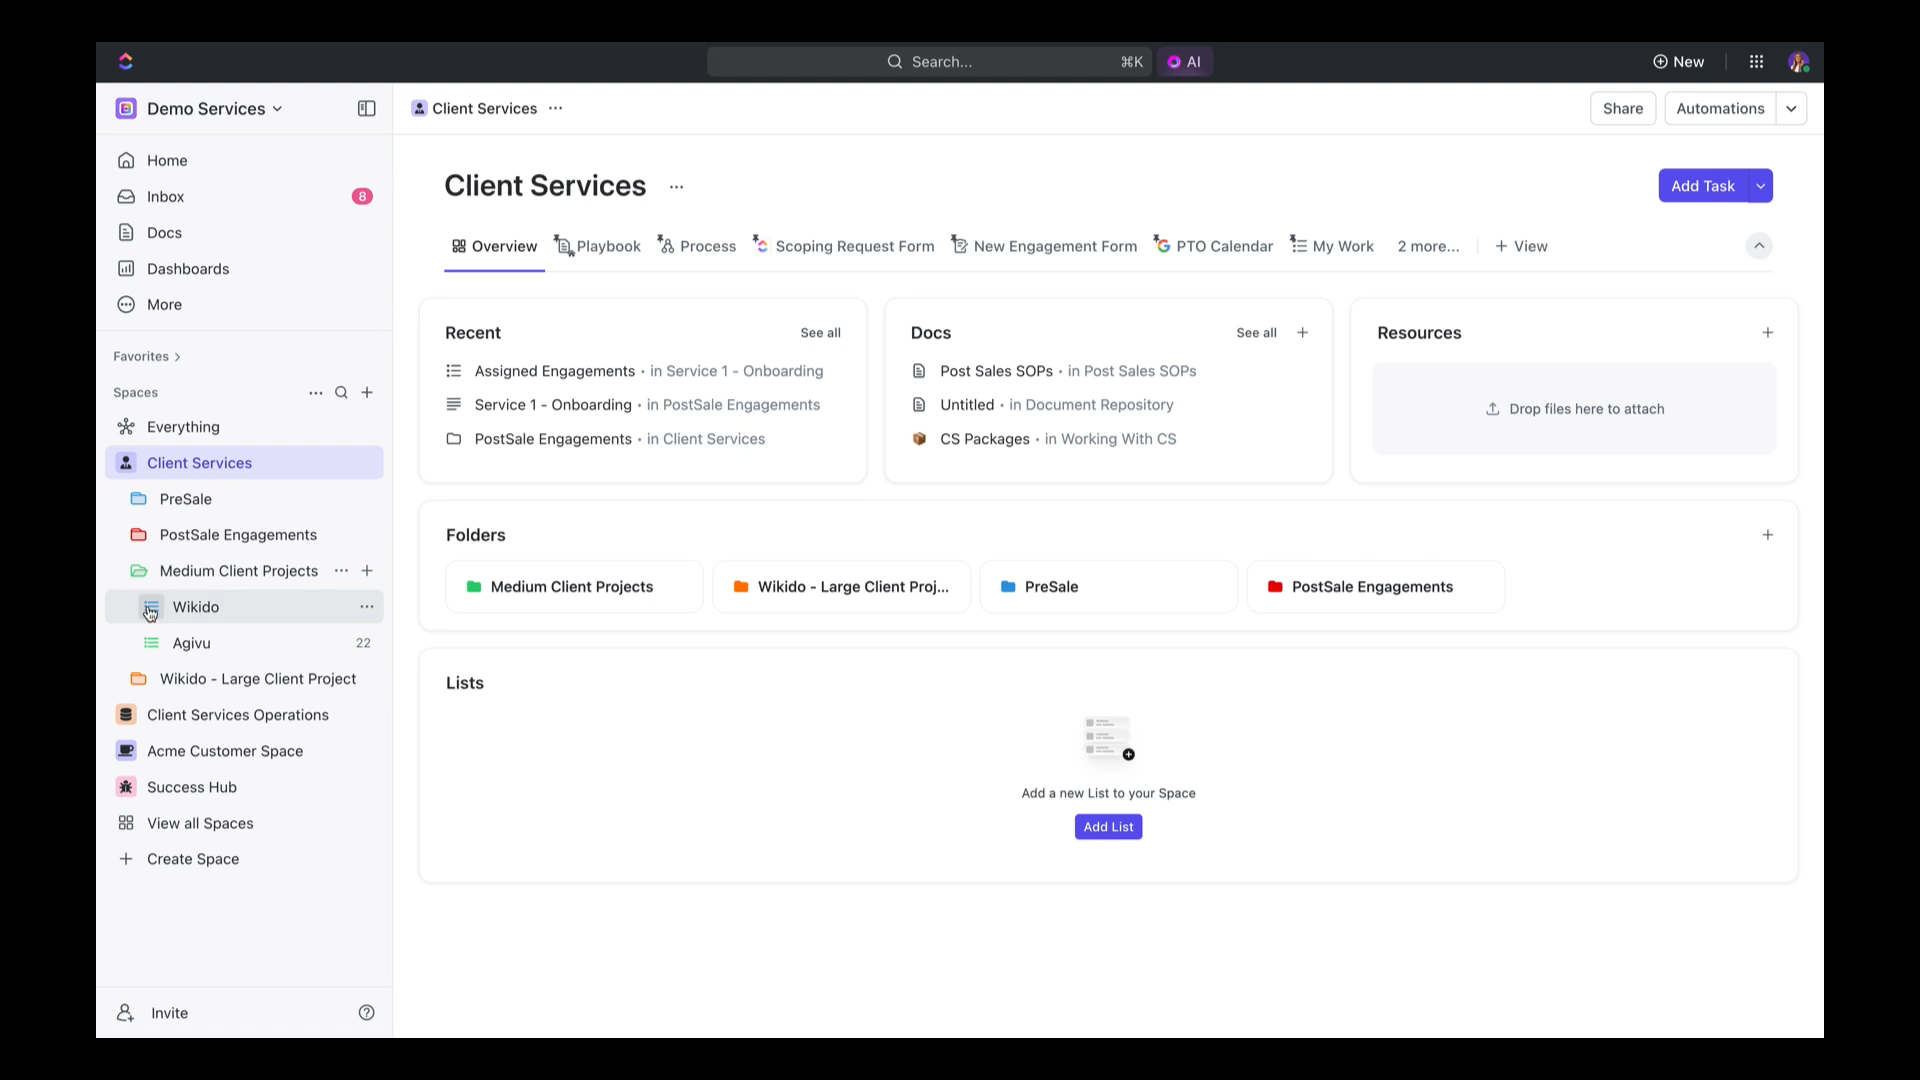 Search... ⌘K AI New
Demo Services
Client Services ...
Share Automations
Home
Inbox 8
Docs
Dashboards
More
Favorites
Spaces
Everything
Client Services
PreSale
PostSale Engagements
Medium Client Projects
Wikido
Agivu 22
Wikido - Large Client Project
Client Services Operations
Acme Customer Space
Success Hub
View all Spaces
Create Space
Invite
Client Services ...
Add Task
Overview Playbook Process Scoping Request Form New Engagement Form PTO Calendar My Work 2 more... + View
Recent See all
Assigned Engagements • in Service 1 - Onboarding
Service 1 - Onboarding • in PostSale Engagements
PostSale Engagements • in Client Services
Docs See all +
Post Sales SOPs • in Post Sales SOPs
Untitled • in Document Repository
CS Packages • in Working With CS
Resources +
Drop files here to attach
Folders +
Medium Client Projects Wikido - Large Client Proj... PreSale PostSale Engagements
Lists
Add a new List to your Space
Add List